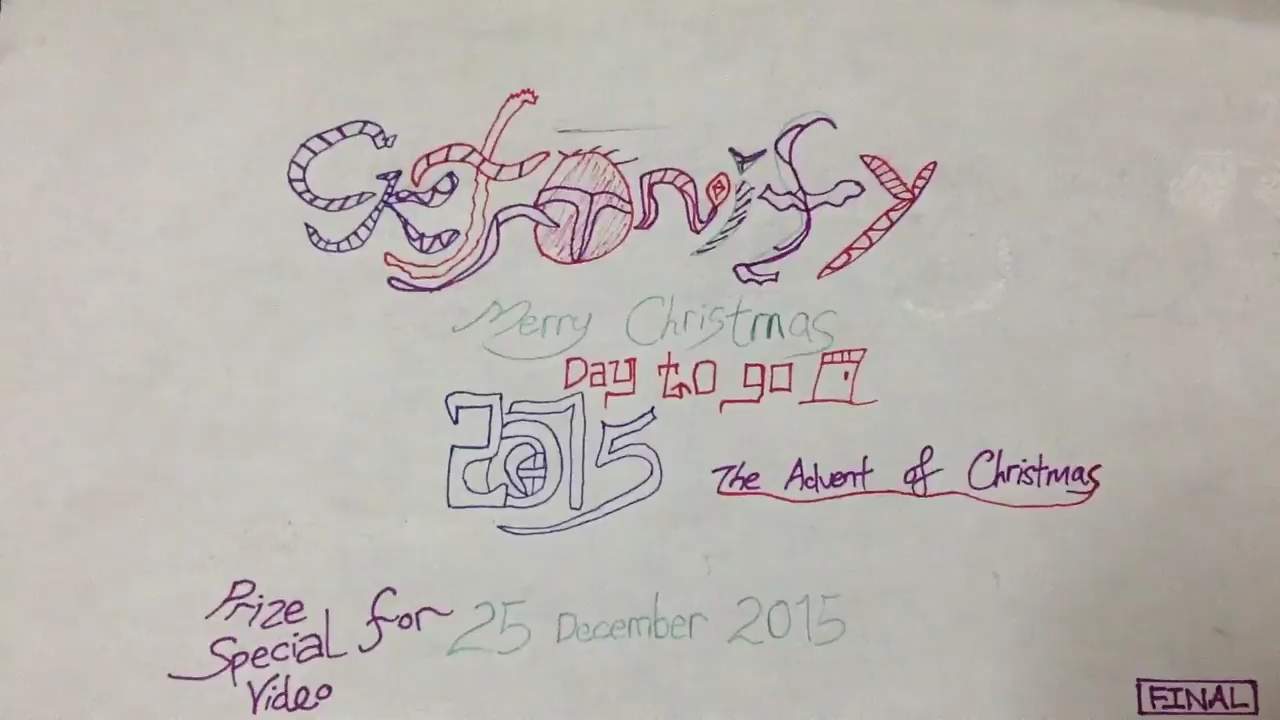 Merry Christmas
Day to go
2015
The Advent of Christmas
Prize
Special for 25 December 2015
Video
FINAL